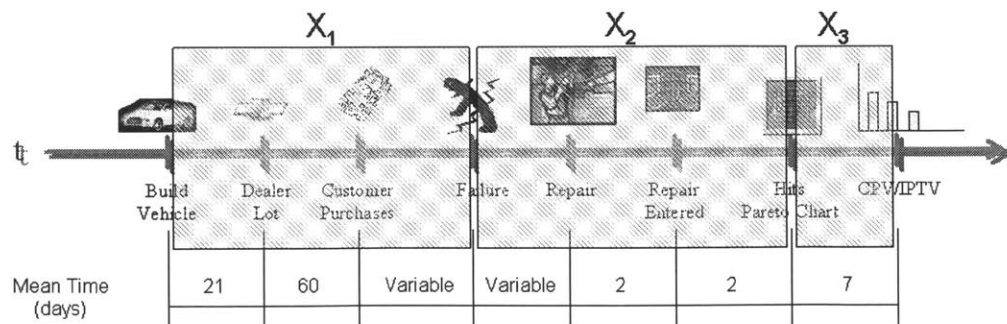 X₁ X₂ X₃
Build Vehicle
Dealer Lot
Customer Purchases
Failure
Repair
Repair Entered
Hits Pareto Chart
CPV/IPTV
Mean Time (days)
21 60 Variable Variable 2 2 7